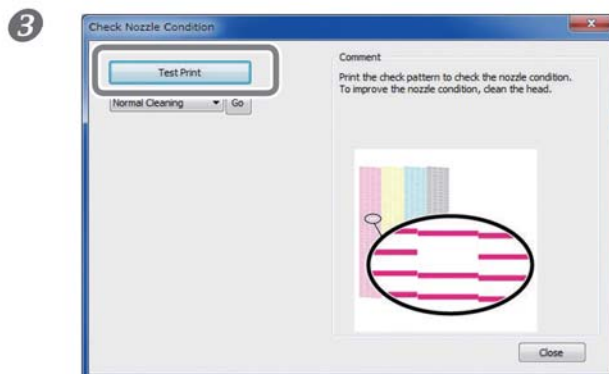 3
Check Nozzle Condition
Test Print
Normal Cleaning
Go
Comment
Print the check pattern to check the nozzle condition.
To improve the nozzle condition, clean the head.
Close